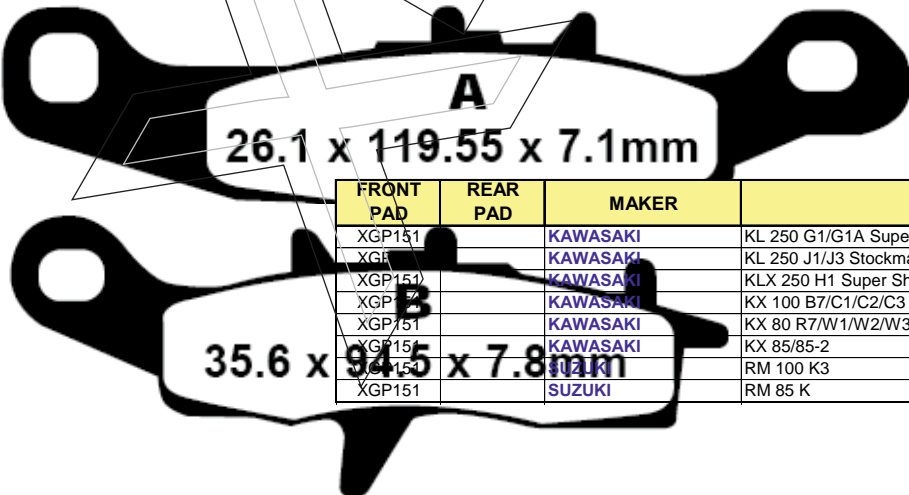 A
26.1 x 119.55 x 7.1mm
FRONT PAD REAR PAD MAKER
XGP151 KAWASAKI KL 250 G1/G1A Supe
XGP151 KAWASAKI KL 250 J1/J3 Stockma
XGP151 KAWASAKI KLX 250 H1 Super Sh
XGP151 KAWASAKI KX 100 B7/C1/C2/C3
XGP151 KAWASAKI KX 80 R7/W1/W2/W3
XGP151 KAWASAKI KX 85/85-2
XGP151 SUZUKI RM 100 K3
XGP151 SUZUKI RM 85 K
B
35.6 x 94.5 x 7.8mm